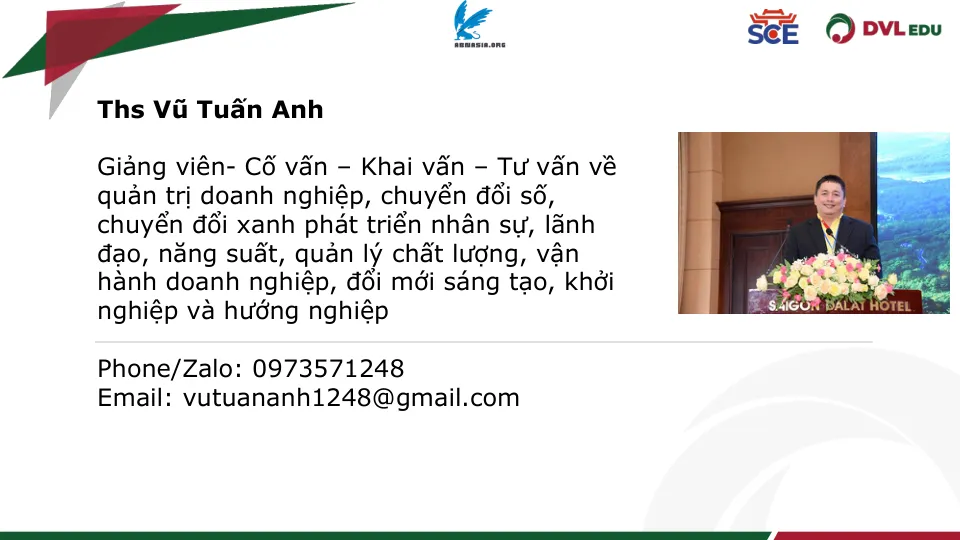 AHMASIA.ORG
SCE
DVL EDU
Ths Vũ Tuấn Anh
Giảng viên- Cố vấn – Khai vấn – Tư vấn về
quản trị doanh nghiệp, chuyển đổi số,
chuyển đổi xanh phát triển nhân sự, lãnh
đạo, năng suất, quản lý chất lượng, vận
hành doanh nghiệp, đổi mới sáng tạo, khởi
nghiệp và hướng nghiệp
SAIGON DALAT HOTEL
Phone/Zalo: 0973571248
Email: vutuananh1248@gmail.com